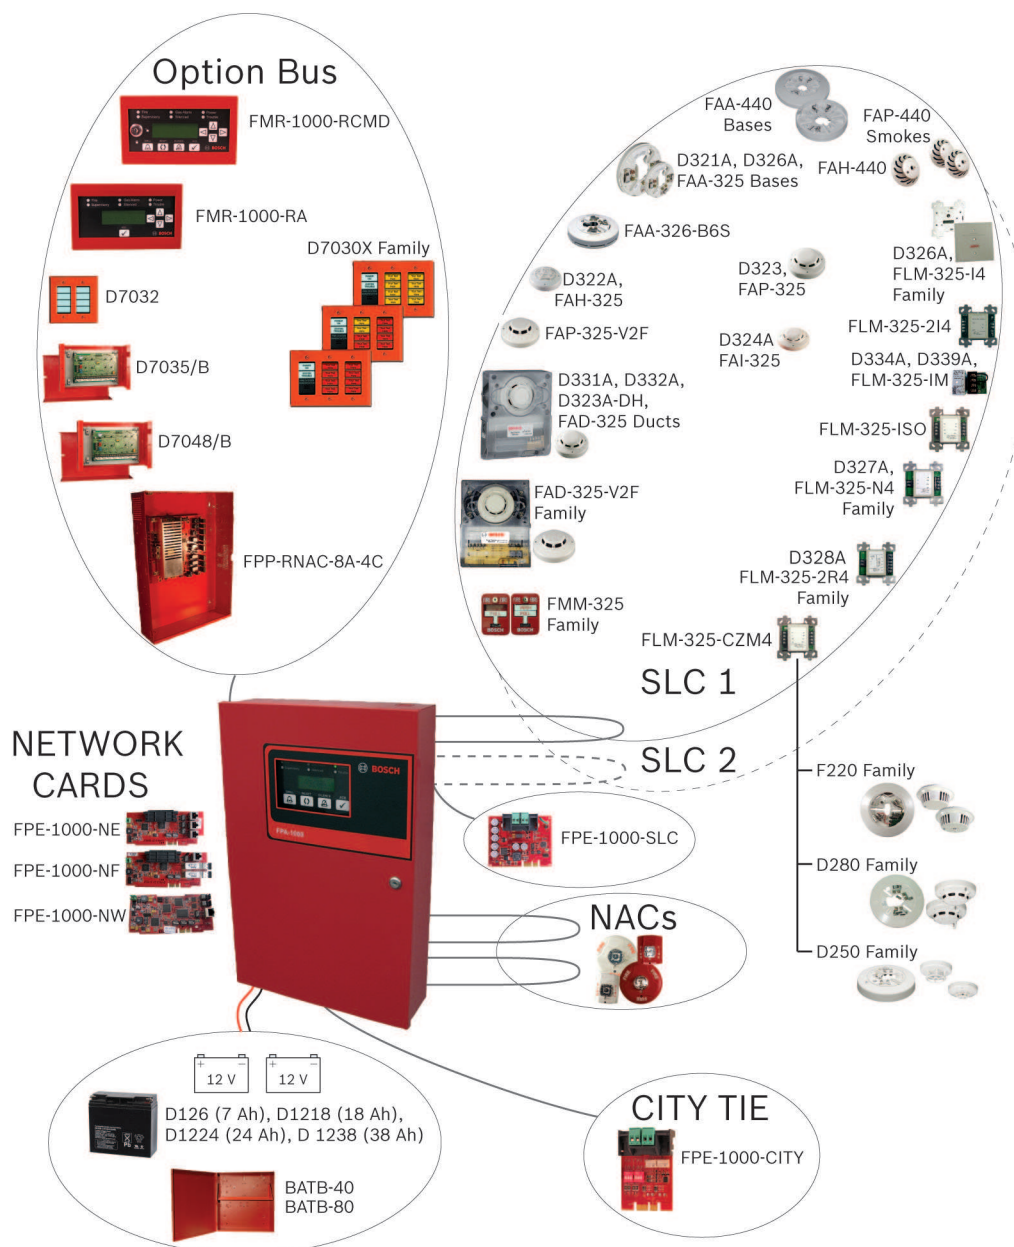 Option Bus
FMR-1000-RCMD
BOSCH
FMR-1000-RA
D7030X Family
D7032
D7035/B
D7048/B
FPP-RNAC-8A-4C
FAA-440
Bases
FAP-440
Smokes
D321A, D326A,
FAA-325 Bases
FAH-440
FAA-326-B6S
D322A,
FAH-325
D323,
FAP-325
D326A,
FLM-325-I4
Family
FAP-325-V2F
D324A
FAI-325
FLM-325-2I4
D331A, D332A,
D323A-DH,
FAD-325 Ducts
D334A, D339A,
FLM-325-IM
FLM-325-ISO
D327A,
FLM-325-N4
Family
FAD-325-V2F
Family
D328A
FLM-325-2R4
Family
FMM-325
Family
FLM-325-CZM4
SLC 1
SLC 2
NETWORK
CARDS
FPE-1000-NE
FPE-1000-NF
FPE-1000-NW
BOSCH
FPA-1000
FPE-1000-SLC
F220 Family
D280 Family
D250 Family
NACs
+ −
12 V
+ −
12 V
D126 (7 Ah), D1218 (18 Ah),
D1224 (24 Ah), D 1238 (38 Ah)
BATB-40
BATB-80
CITY TIE
FPE-1000-CITY